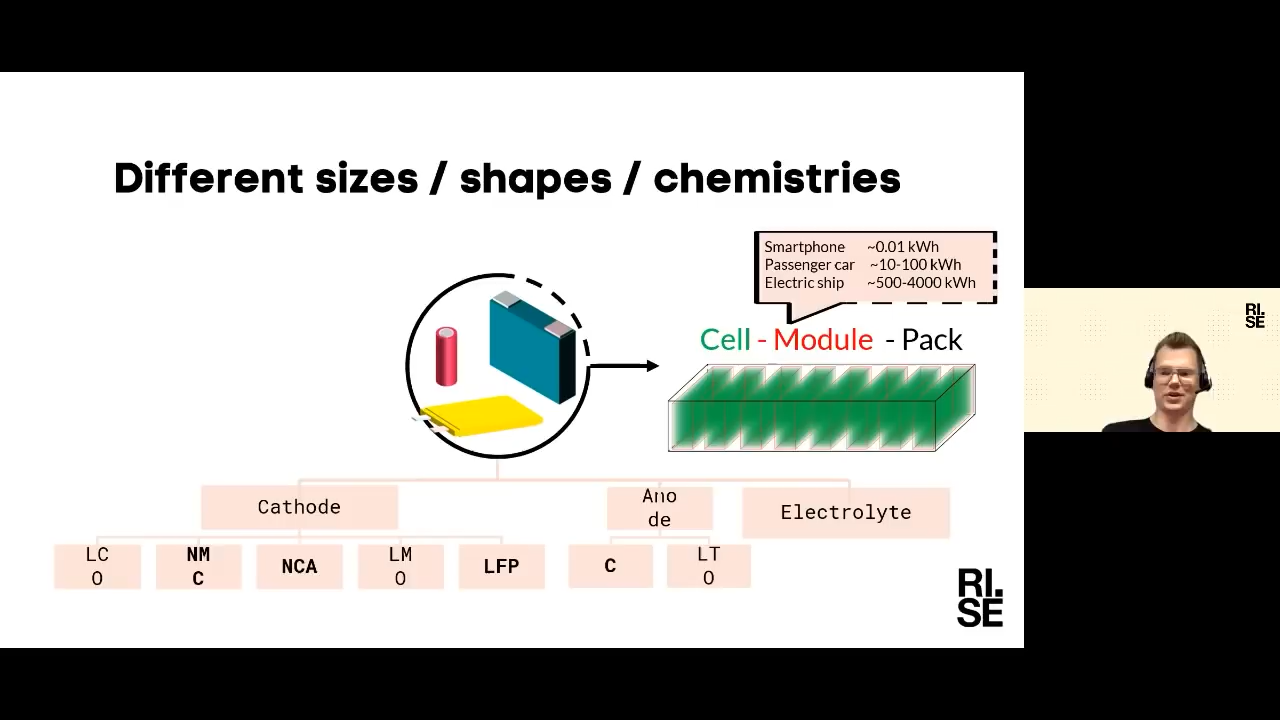 Different sizes / shapes / chemistries
Smartphone ~0.01 kWh
Passenger car ~10-100 kWh
Electric ship ~500-4000 kWh
Cell - Module - Pack
RI.
SE
Cathode
Ano
de
Electrolyte
LC
O
NM
C
NCA
LM
O
LFP
C
LT
O
RI.
SE